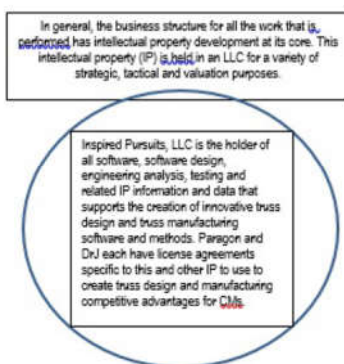 In general, the business structure for all the work that is
performed has intellectual property development at its core. This
intellectual property (IP) is held in an LLC for a variety of
strategic, tactical and valuation purposes.
Inspired Pursuits, LLC is the holder of
all software, software design,
engineering analysis, testing and
related IP information and data that
supports the creation of innovative truss
design and truss manufacturing
software and methods. Paragon and
DrJ each have license agreements
specific to this and other IP to use to
create truss design and manufacturing
competitive advantages for CMs.